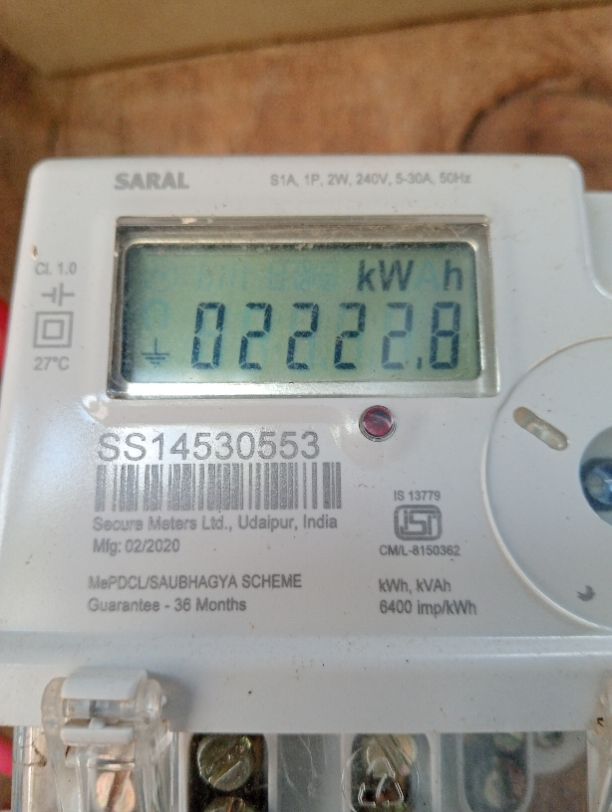 SARAL
S1A, 1P, 2W, 240V, 5-30A, 50Hz
Cl. 1.0
27°C
kWh
02222.8
SS14530553
Secure Meters Ltd., Udaipur, India
Mfg: 02/2020
IS 13779
CM/L-8150362
MePDCL/SAUBHAGYA SCHEME
Guarantee - 36 Months
kWh, kVAh
6400 imp/kWh